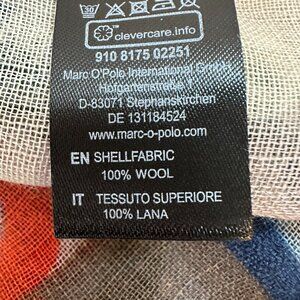 30
clevercare.info
910 8175 02251
Marc O'Polo International GmbH
Hofgartenstraße 1
D-83071 Stephanskirchen
DE 131184524
www.marc-o-polo.com
EN SHELLFABRIC
100% WOOL
IT TESSUTO SUPERIORE
100% LANA